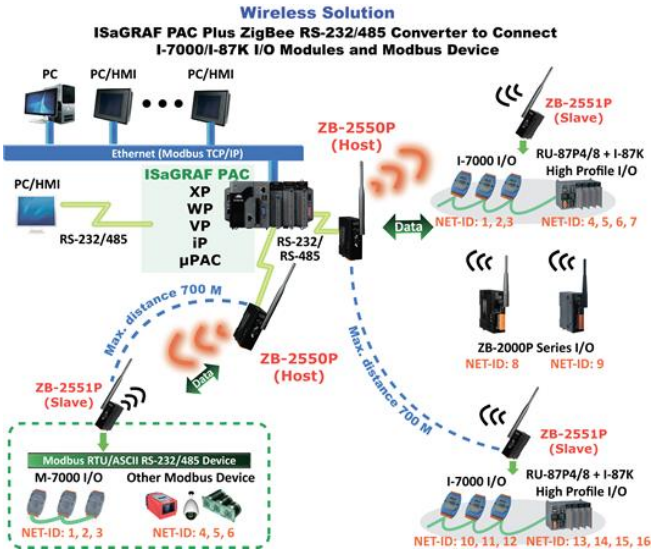 Wireless Solution
ISaGRAF PAC Plus ZigBee RS-232/485 Converter to Connect
I-7000/I-87K I/O Modules and Modbus Device
PC
PC/HMI
PC/HMI
Ethernet (Modbus TCP/IP)
PC/HMI
RS-232/485
ISaGRAF PAC
XP
WP
VP
iP
µPAC
RS-232/
RS-485
ZB-2550P
(Host)
Data
ZB-2551P
(Slave)
I-7000 I/O
RU-87P4/8 + I-87K
High Profile I/O
NET-ID: 1, 2,3
NET-ID: 4, 5, 6, 7
ZB-2000P Series I/O
NET-ID: 8
NET-ID: 9
Max. distance 700 M
ZB-2550P
(Host)
Data
Max. distance 700 M
ZB-2551P
(Slave)
Modbus RTU/ASCII RS-232/485 Device
M-7000 I/O
Other Modbus Device
NET-ID: 1, 2, 3
NET-ID: 4, 5, 6
ZB-2551P
(Slave)
I-7000 I/O
RU-87P4/8 + I-87K
High Profile I/O
NET-ID: 10, 11, 12
NET-ID: 13, 14, 15, 16